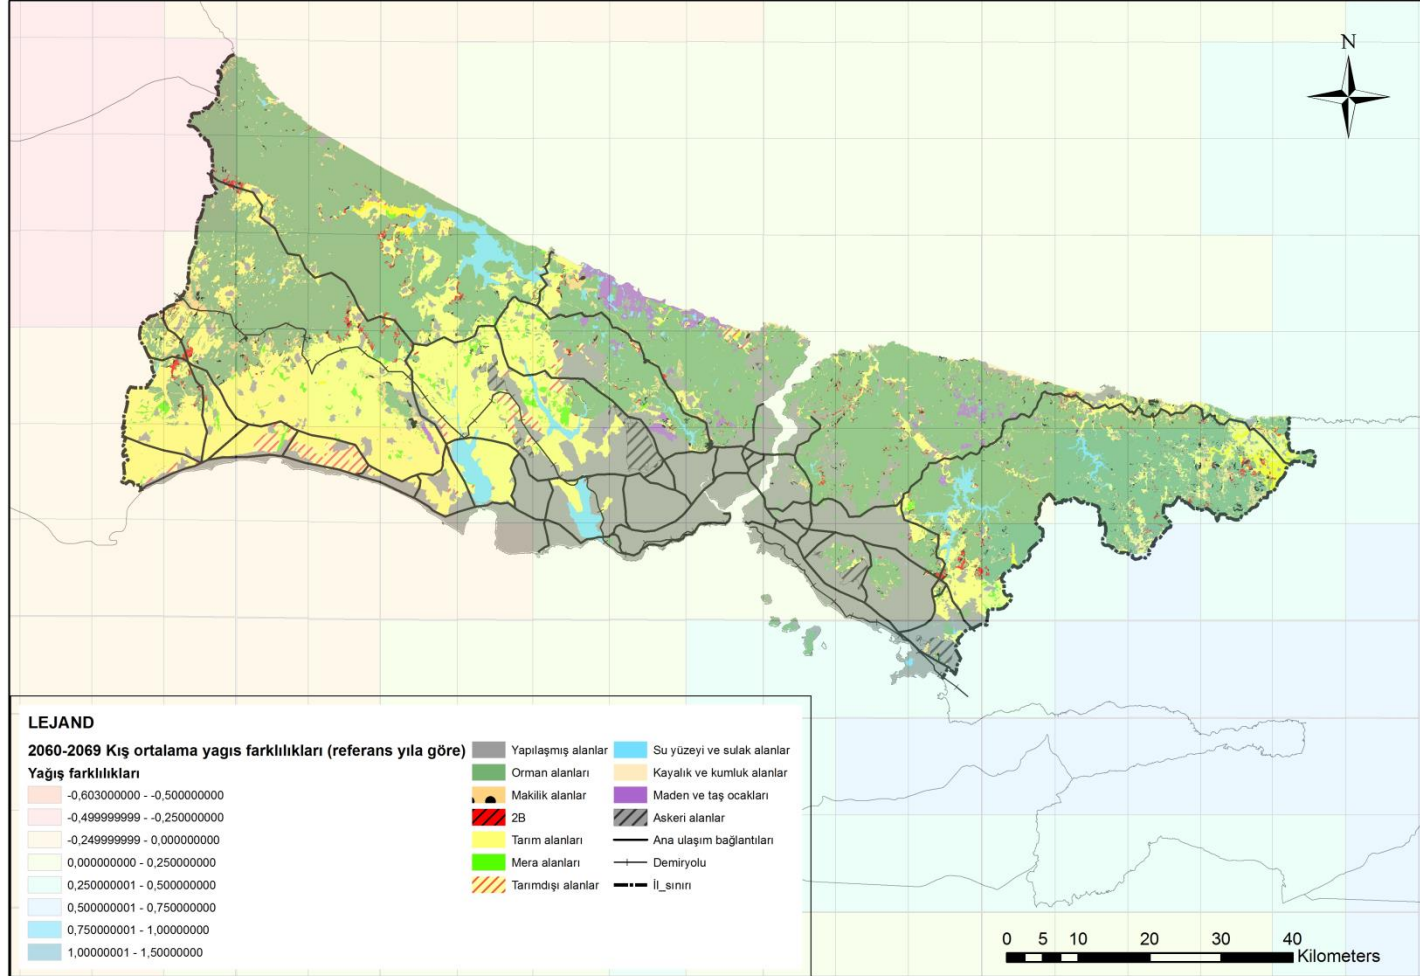 N
LEJAND
2060-2069 Kış ortalama yagıs farklılıkları (referans yıla göre)
Yağış farklılıkları
-0,603000000 - -0,500000000
-0,499999999 - -0,250000000
-0,249999999 - 0,000000000
0,000000000 - 0,250000000
0,250000001 - 0,500000000
0,500000001 - 0,750000000
0,750000001 - 1,00000000
1,00000001 - 1,50000000
Yapılaşmış alanlar
Orman alanları
Makilik alanlar
2B
Tarım alanları
Mera alanları
Tarımdışı alanlar
Su yüzeyi ve sulak alanlar
Kayalık ve kumluk alanlar
Maden ve taş ocakları
Askeri alanlar
Ana ulaşım bağlantıları
Demiryolu
İl_sınırı
0 5 10 20 30 40
Kilometers